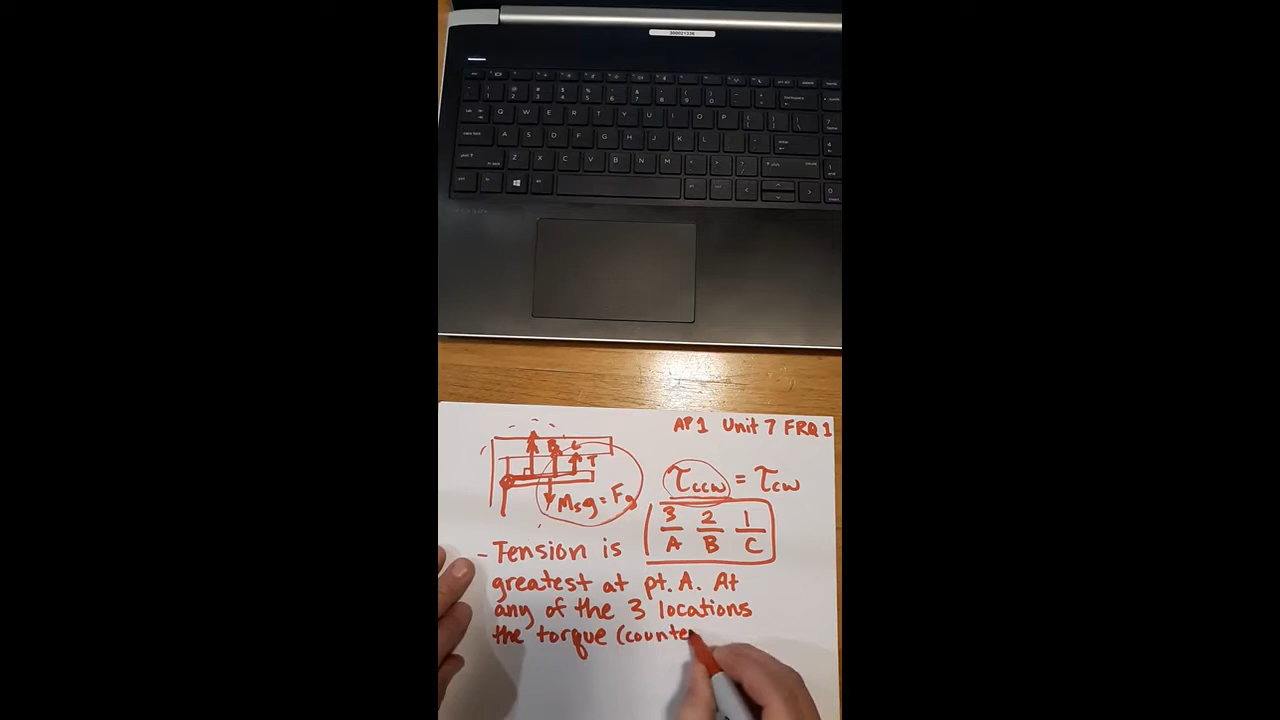 Q W E R T Y U I O P
A S D F G H J K L
Z X C V B N M
AP1 Unit 7 FRQ 1
A B C T
Msg = Fg
τccw = τcw
3 2 1
A B C
- Tension is
greatest at pt. A. At
any of the 3 locations
the torque (counte